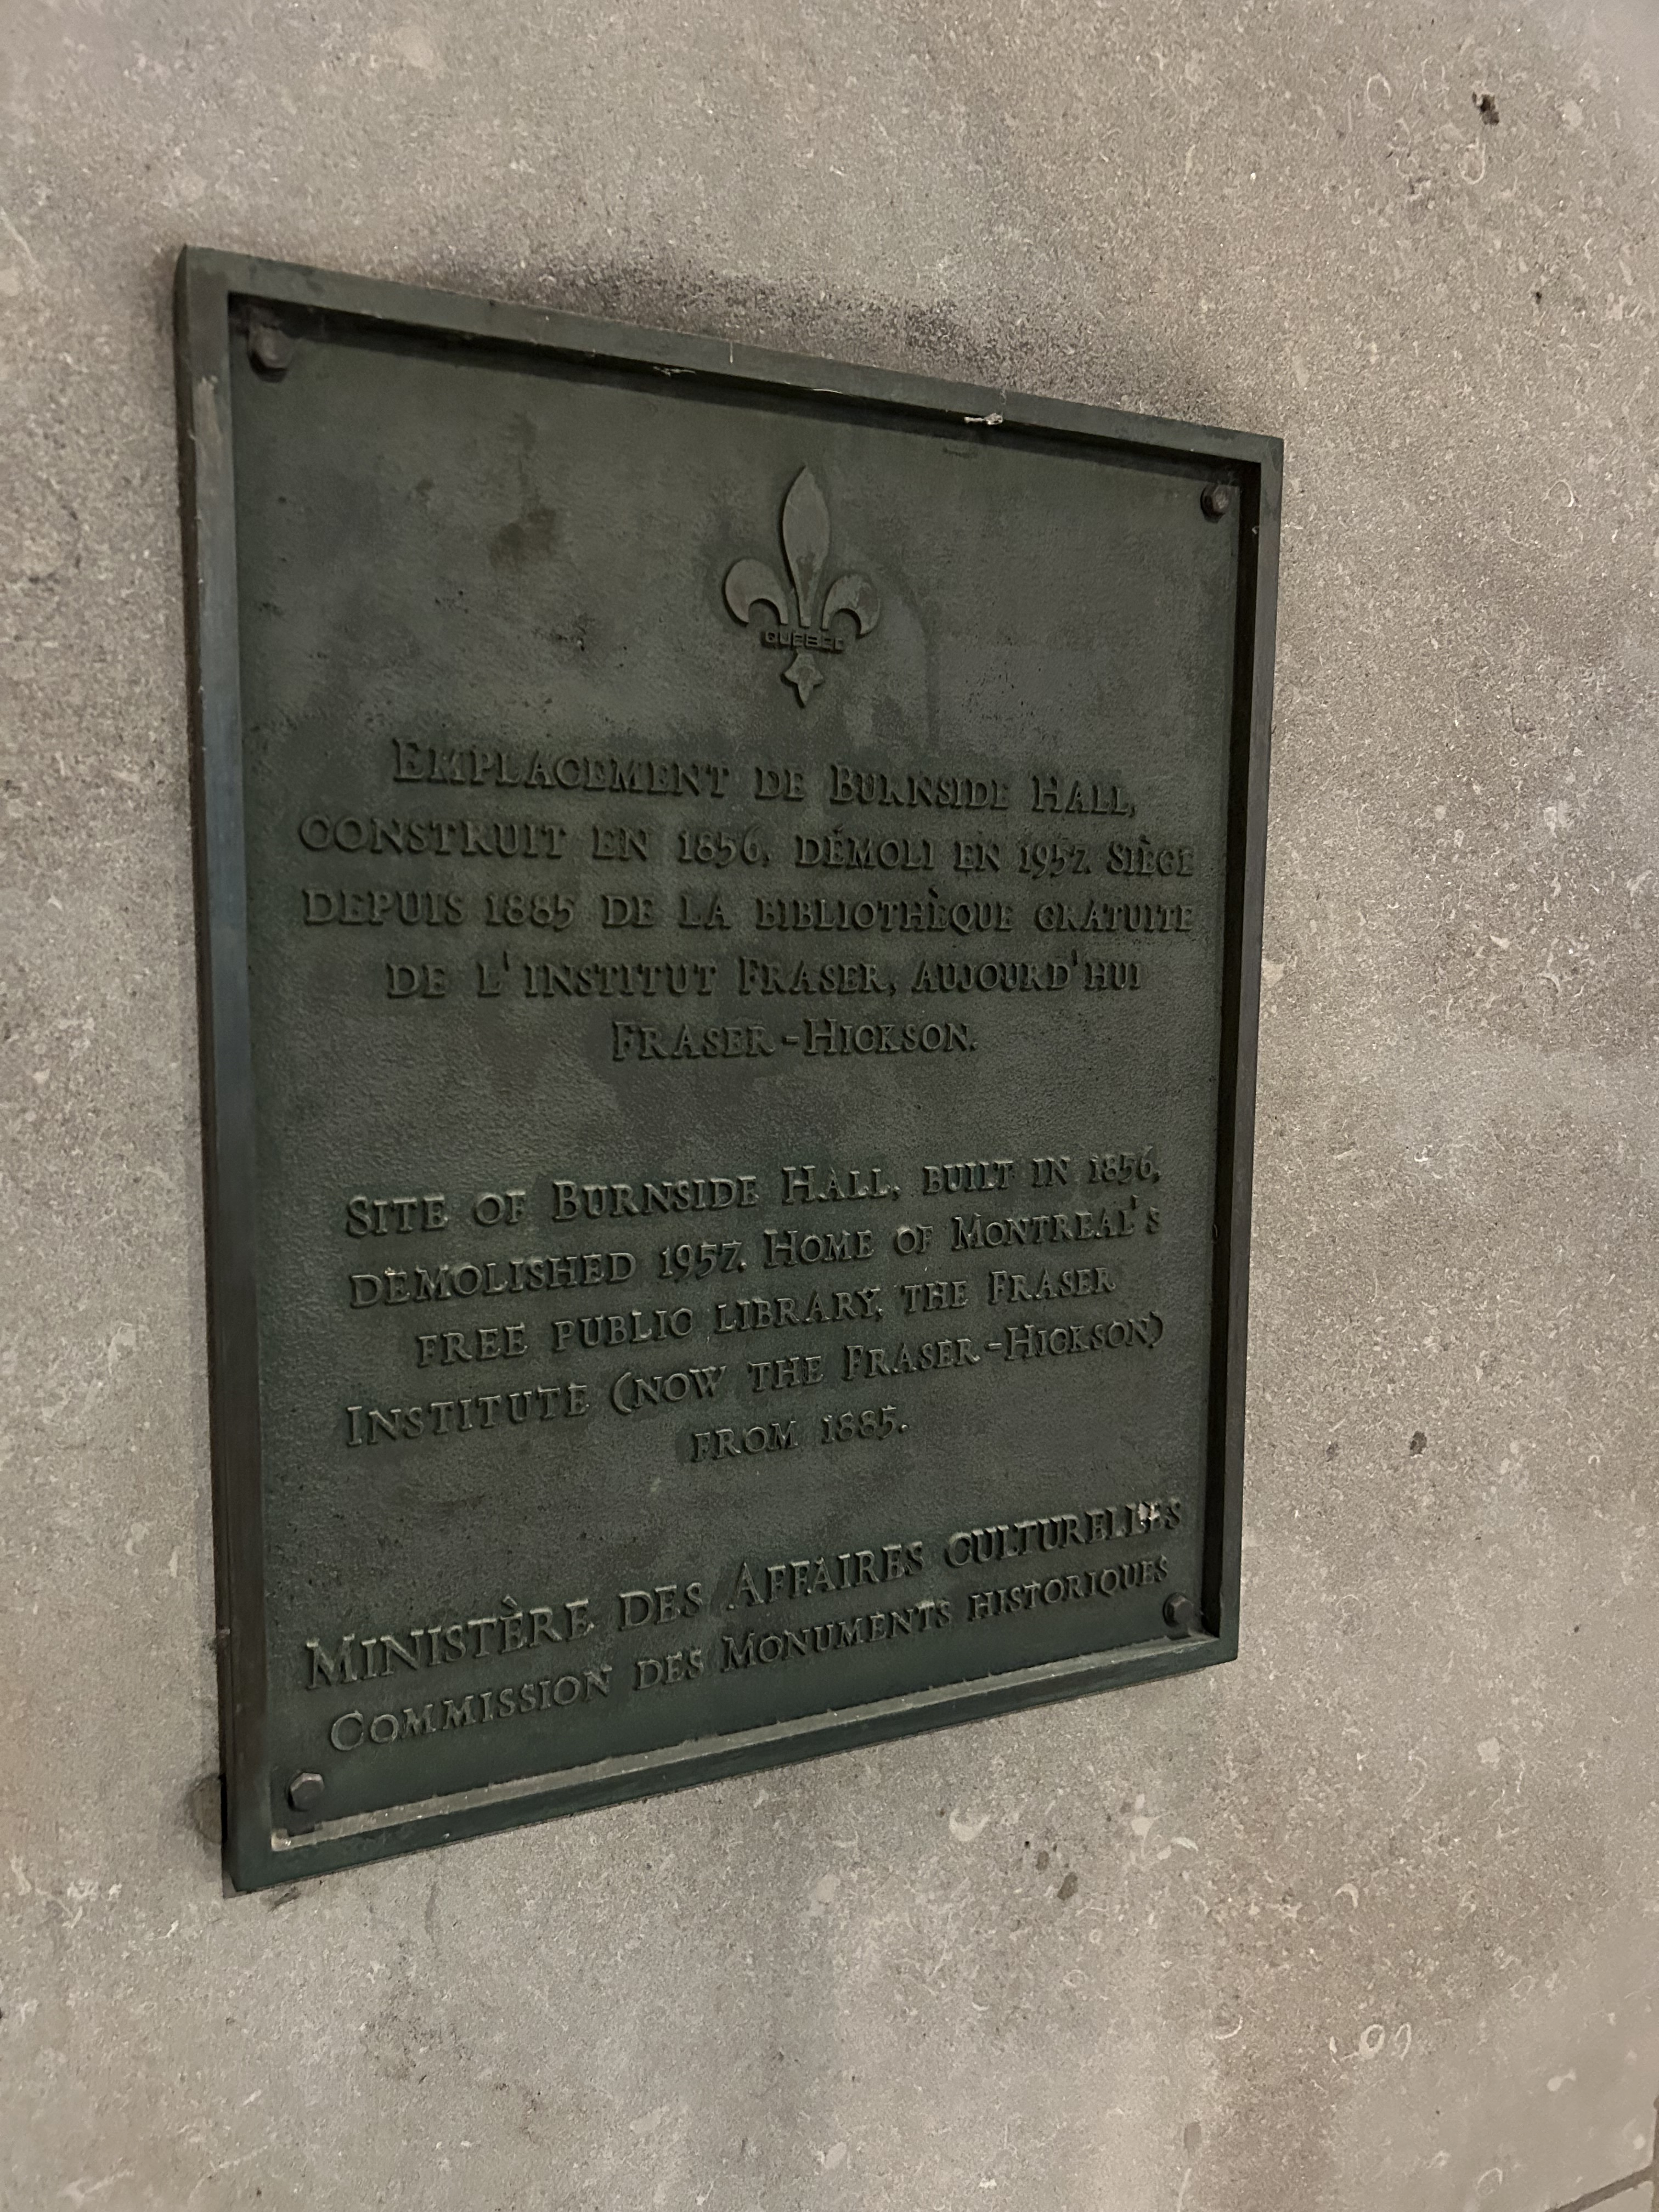 QUÉBEC
EMPLACEMENT DE BURNSIDE HALL,
CONSTRUIT EN 1856, DÉMOLI EN 1957. SIÈGE
DEPUIS 1885 DE LA BIBLIOTHÈQUE GRATUITE
DE L'INSTITUT FRASER, AUJOURD'HUI
FRASER-HICKSON.
SITE OF BURNSIDE HALL, BUILT IN 1856,
DEMOLISHED 1957. HOME OF MONTREAL'S
FREE PUBLIC LIBRARY, THE FRASER
INSTITUTE (NOW THE FRASER-HICKSON)
FROM 1885.
MINISTÈRE DES AFFAIRES CULTURELLES
COMMISSION DES MONUMENTS HISTORIQUES